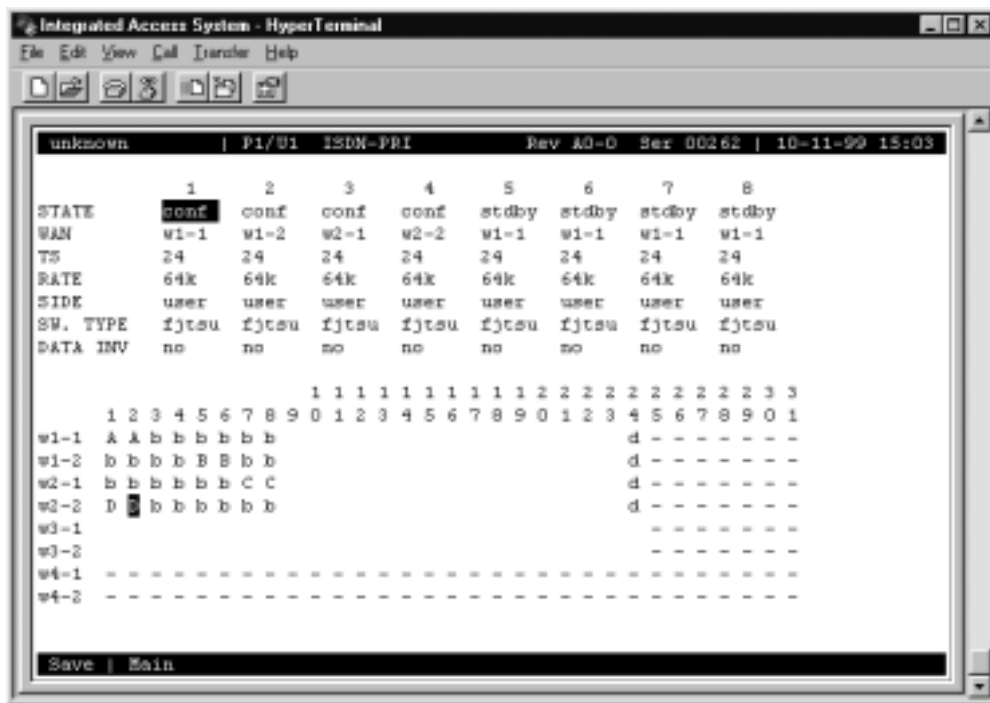 Integrated Access System - HyperTerminal
File Edit View Call Transfer Help
unknown | P1/U1 ISDN-PRI Rev A0-0 Ser 00262 | 10-11-99 15:03
1 2 3 4 5 6 7 8
STATE conf conf conf conf stdby stdby stdby stdby
WAN w1-1 w1-2 w2-1 w2-2 w1-1 w1-1 w1-1 w1-1
TS 24 24 24 24 24 24 24 24
RATE 64k 64k 64k 64k 64k 64k 64k 64k
SIDE user user user user user user user user
SW. TYPE fjtsu fjtsu fjtsu fjtsu fjtsu fjtsu fjtsu fjtsu
DATA INV no no no no no no no no
1 1 1 1 1 1 1 1 1 1 2 2 2 2 2 2 2 2 2 2 3 3
1 2 3 4 5 6 7 8 9 0 1 2 3 4 5 6 7 8 9 0 1 2 3 4 5 6 7 8 9 0 1
w1-1 A A b b b b b b d - - - - - - -
w1-2 b b b b B B b b d - - - - - - -
w2-1 b b b b b b C C d - - - - - - -
w2-2 D D b b b b b b d - - - - - - -
w3-1 - - - - - - -
w3-2 - - - - - - -
w4-1 - - - - - - - - - - - - - - - - - - - - - - - - - - - - - - -
w4-2 - - - - - - - - - - - - - - - - - - - - - - - - - - - - - - -
Save | Main